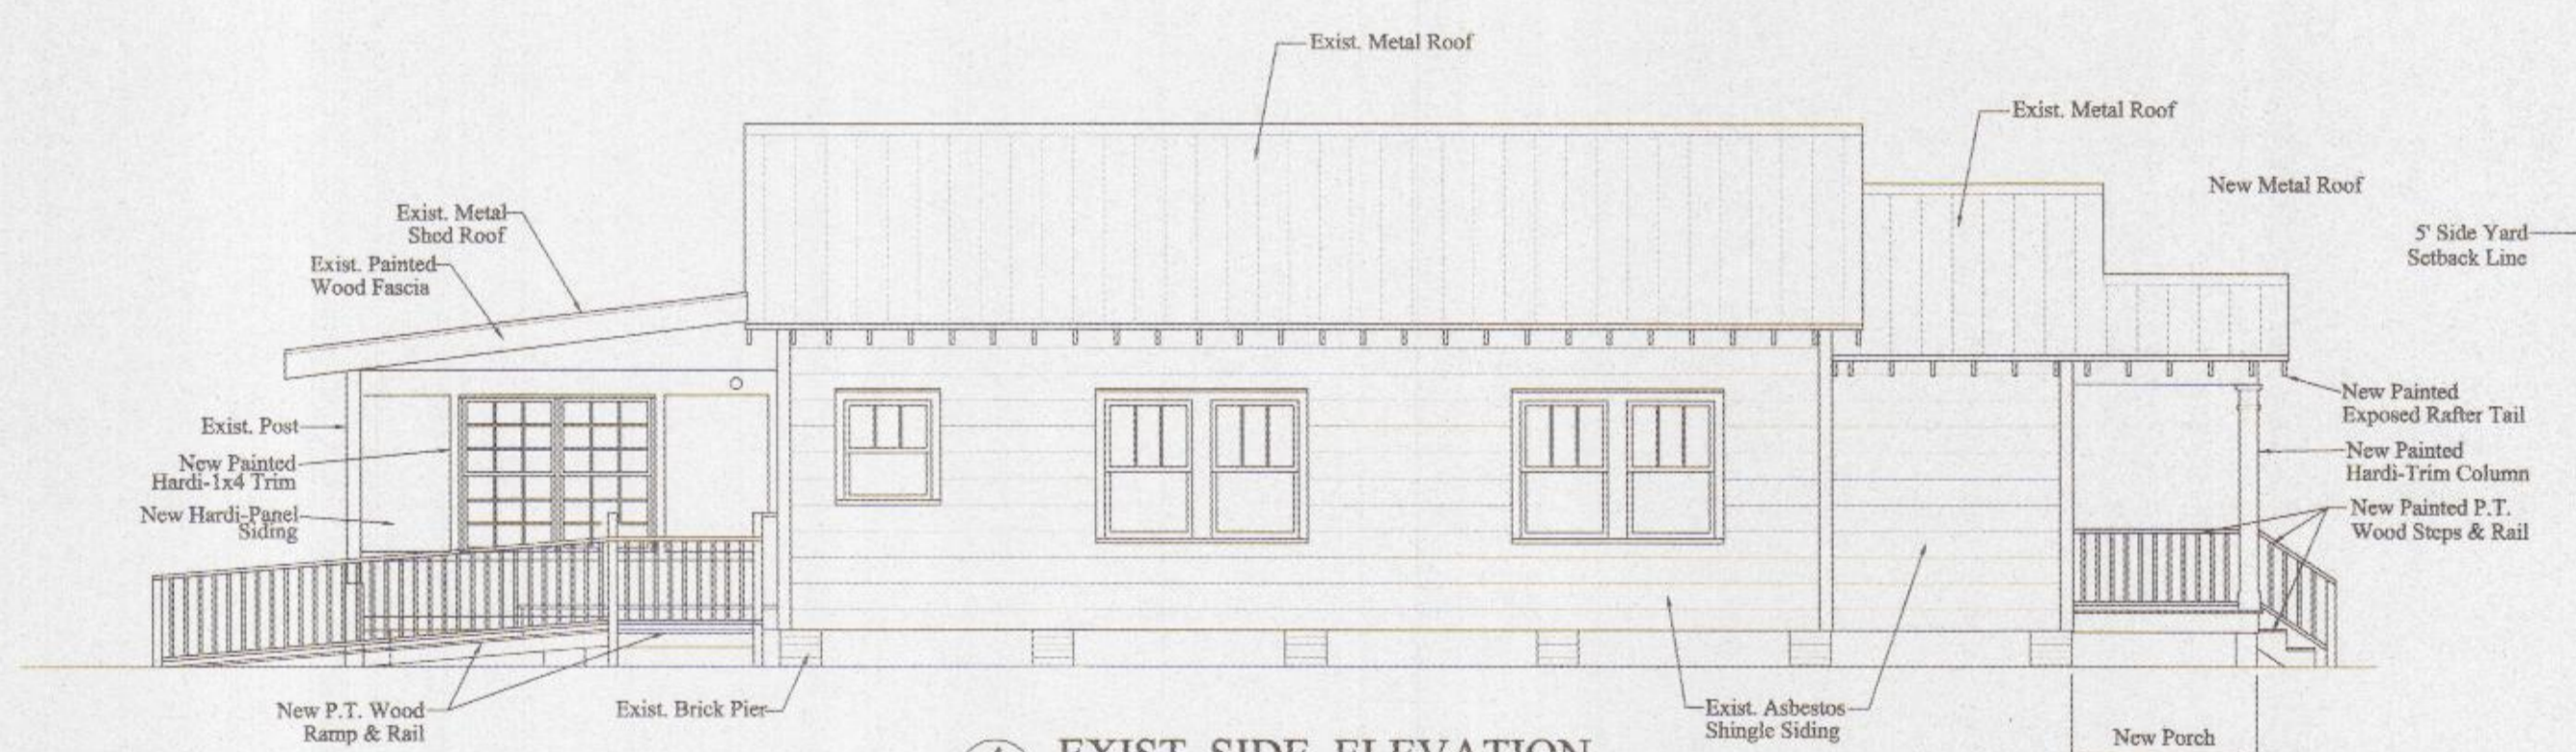 Exist. Metal Roof
Exist. Metal Roof
New Metal Roof
5' Side Yard
Setback Line
Exist. Metal
Shed Roof
Exist. Painted
Wood Fascia
Exist. Post
New Painted
Hardi-1x4 Trim
New Hardi-Panel
Siding
New Painted
Exposed Rafter Tail
New Painted
Hardi-Trim Column
New Painted P.T.
Wood Steps & Rail
New P.T. Wood
Ramp & Rail
Exist. Brick Pier
Exist. Asbestos
Shingle Siding
New Porch
EXIST. SIDE ELEVATION